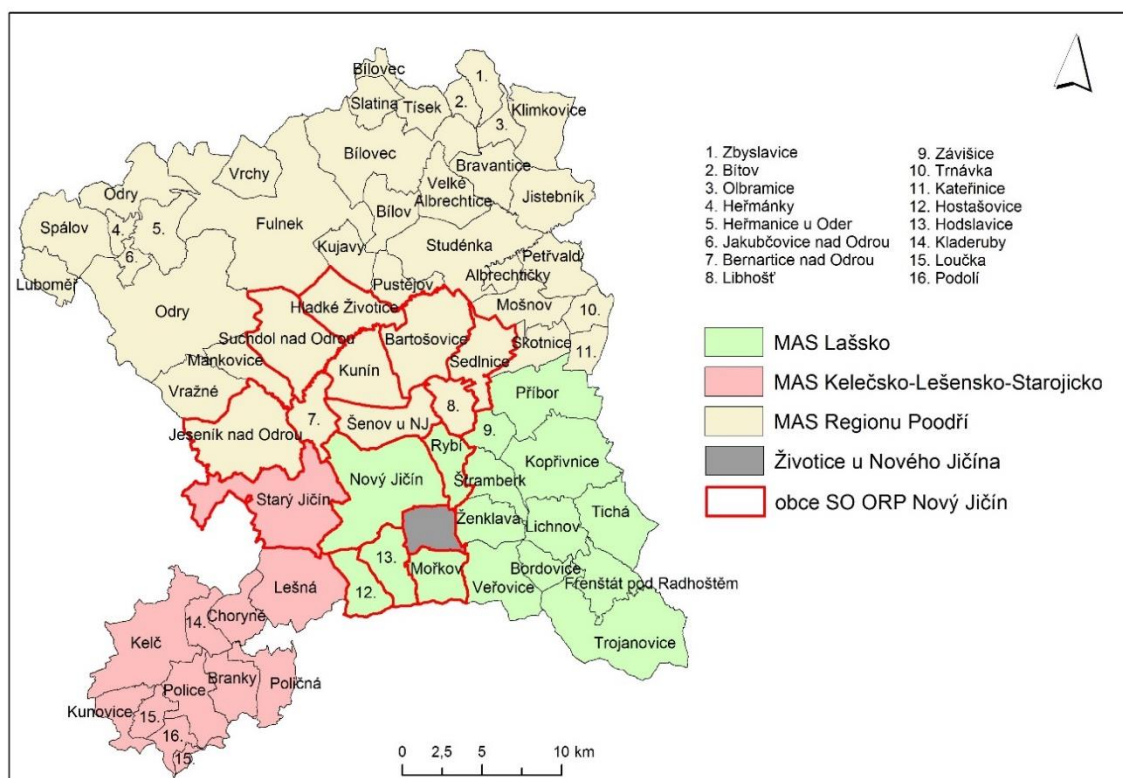 Bílovec
Slatina
Tísek
2.
1.
3.
Klimkovice
Bílovec
Bravantice
Velké
Albrechtice
Jistebník
Vrchy
Odry
Spálov
4.
5.
6.
Fulnek
Bílov
Kujavy
Studénka
Petřvald
Albrechtičky
Luboměř
Pustějov
Mošnov
10.
Odry
Hladké Životice
Suchdol nad Odrou
Bartošovice
Skotnice
11.
Mankovice
Kunín
Sedlnice
Vražné
Příbor
Jeseník nad Odrou
7.
Šenov u NJ
8.
9.
Rybí
Kopřivnice
Nový Jičín
Štramberk
Starý Jičín
Ženklava
Lichnov
Tichá
13.
Mořkov
Bordovice
Veřovice
Frenštát pod Radhoštěm
Lešná
12.
Trojanovice
14.
Choryně
Kelč
Branky
Police
Poličná
Kunovice
15.
16.
15.
1. Zbyslavice
2. Bítov
3. Olbramice
4. Heřmánky
5. Heřmanice u Oder
6. Jakubčovice nad Odrou
7. Bernartice nad Odrou
8. Libhošť
9. Závišice
10. Trnávka
11. Kateřinice
12. Hostašovice
13. Hodslavice
14. Kladeruby
15. Loučka
16. Podolí
MAS Lašsko
MAS Kelečsko-Lešensko-Starojicko
MAS Regionu Poodří
Životice u Nového Jičína
obce SO ORP Nový Jičín
0 2,5 5 10 km